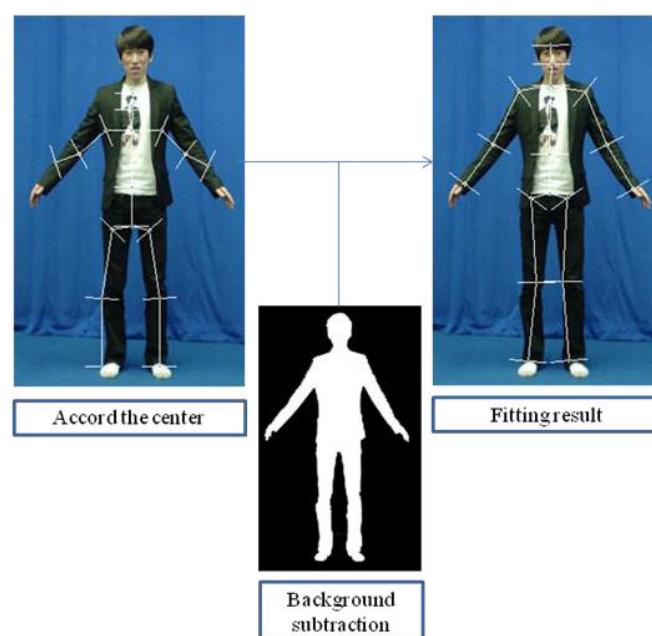 Accord the center
Fitting result
Background
subtraction